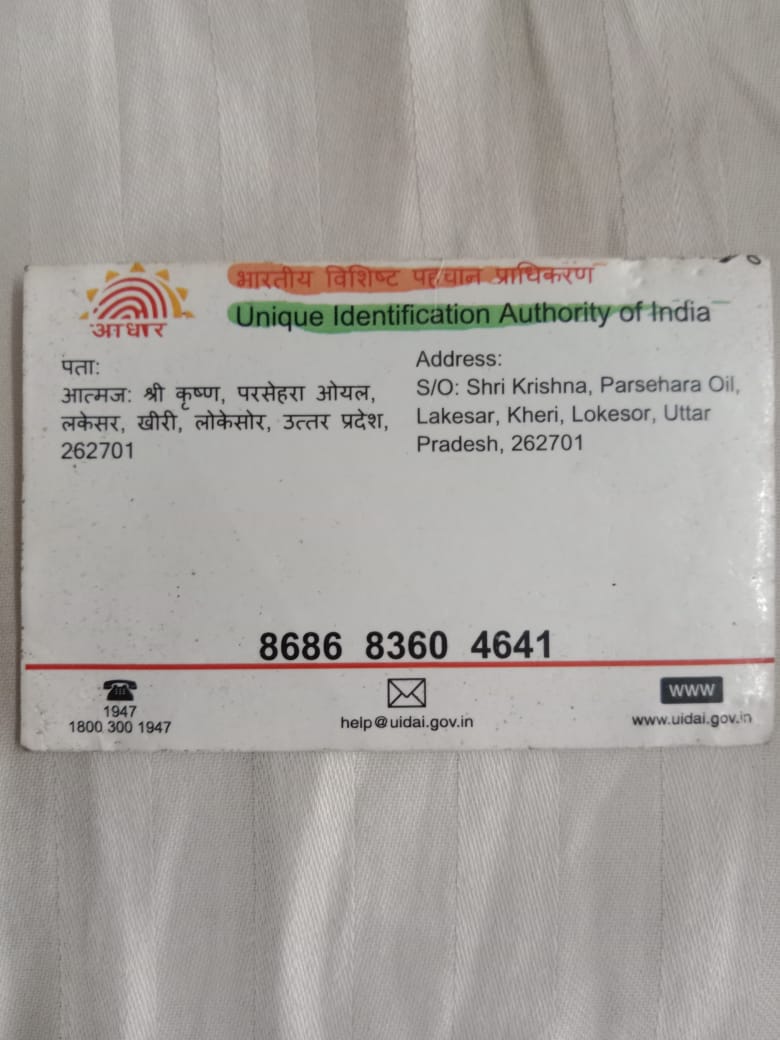 भारतीय विशिष्ट पहचान प्राधिकरण
Unique Identification Authority of India
आधार
पता:
आत्मज: श्री कृष्ण, परसेहरा ओयल,
लकेसर, खीरी, लोकेसोर, उत्तर प्रदेश,
262701
Address:
S/O: Shri Krishna, Parsehara Oil,
Lakesar, Kheri, Lokesor, Uttar
Pradesh, 262701
8686 8360 4641
1947
1800 300 1947
help@uidai.gov.in
www
www.uidai.gov.in